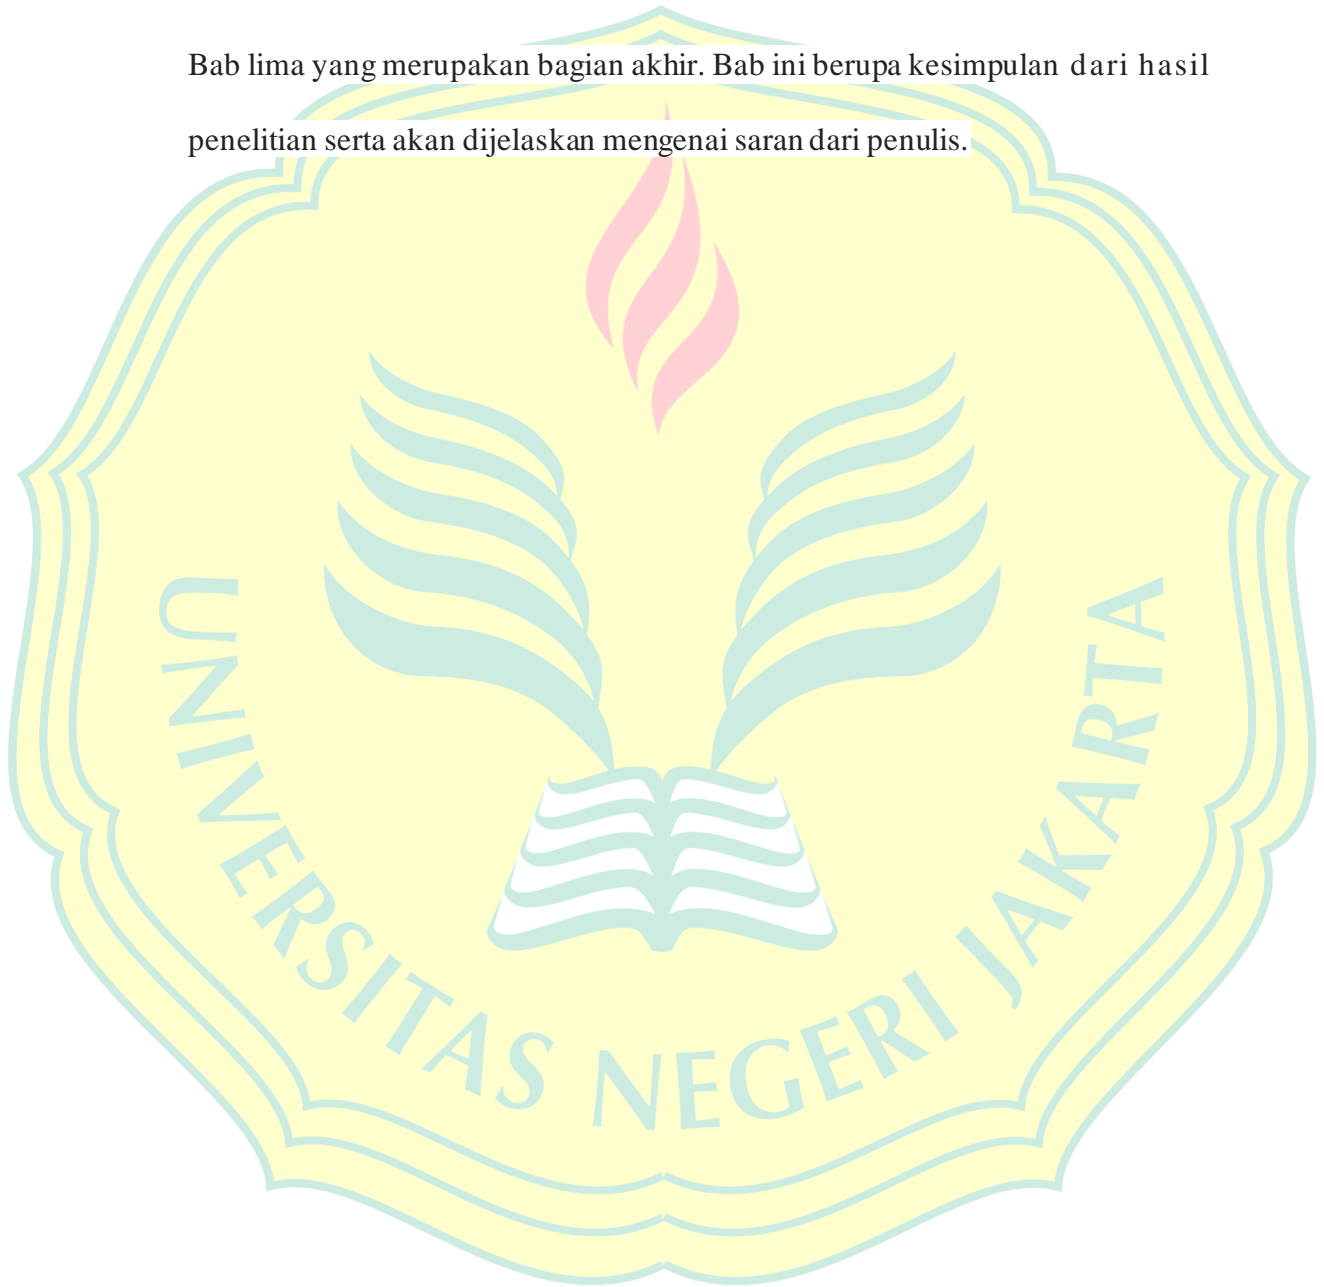 Bab lima yang merupakan bagian akhir. Bab ini berupa kesimpulan dari hasil
penelitian serta akan dijelaskan mengenai saran dari penulis.
UNIVERSITAS NEGERI JAKARTA